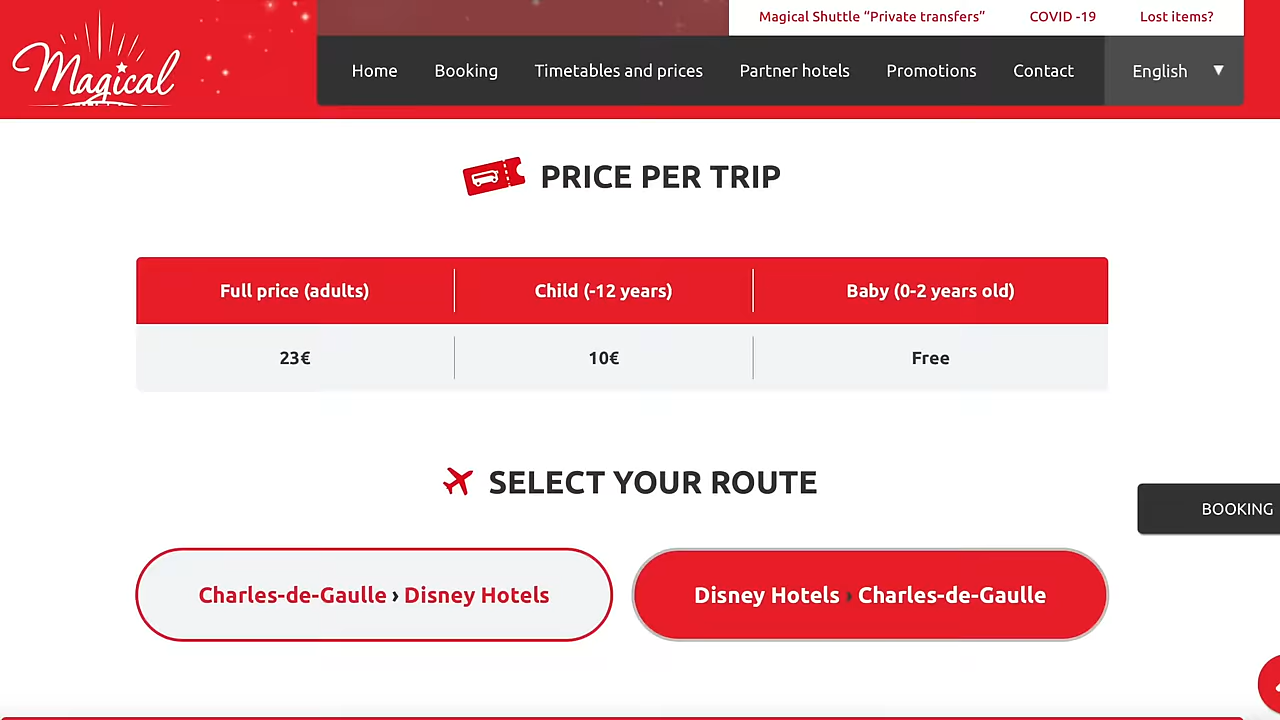 Magical Shuttle “Private transfers” COVID -19 Lost items?
Magical
Home Booking Timetables and prices Partner hotels Promotions Contact English ▼
PRICE PER TRIP
Full price (adults) Child (-12 years) Baby (0-2 years old)
23€ 10€ Free
SELECT YOUR ROUTE
BOOKING
Charles-de-Gaulle › Disney Hotels Disney Hotels › Charles-de-Gaulle